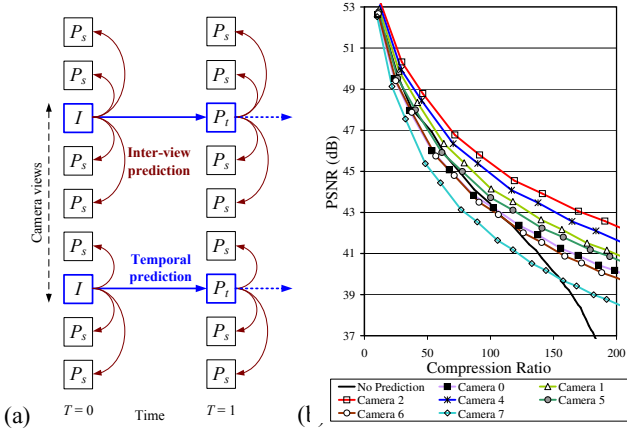 P_s P_s
P_s P_s
I P_t
P_s P_s
Inter-view
prediction
P_s P_s
P_s P_s
Temporal
prediction
I P_t
P_s P_s
P_s P_s
Camera views
(a)
T = 0 Time T = 1
PSNR (dB)
53
51
49
47
45
43
41
39
37
0 50 100 150 200
Compression Ratio
No Prediction Camera 0 Camera 1
Camera 2 Camera 4 Camera 5
Camera 6 Camera 7
(b)